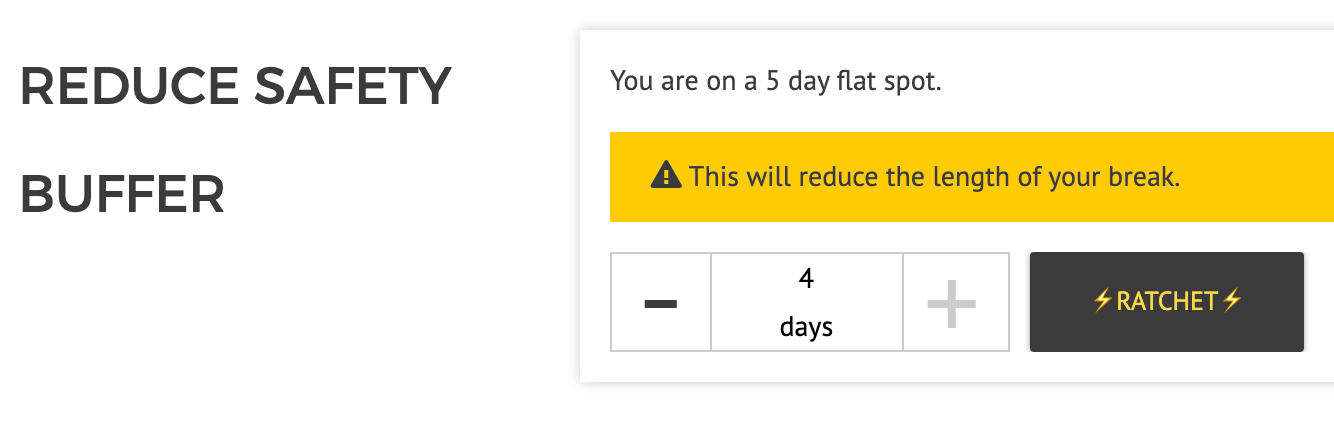 REDUCE SAFETY
BUFFER
You are on a 5 day flat spot.
This will reduce the length of your break.
4
days
⚡RATCHET⚡